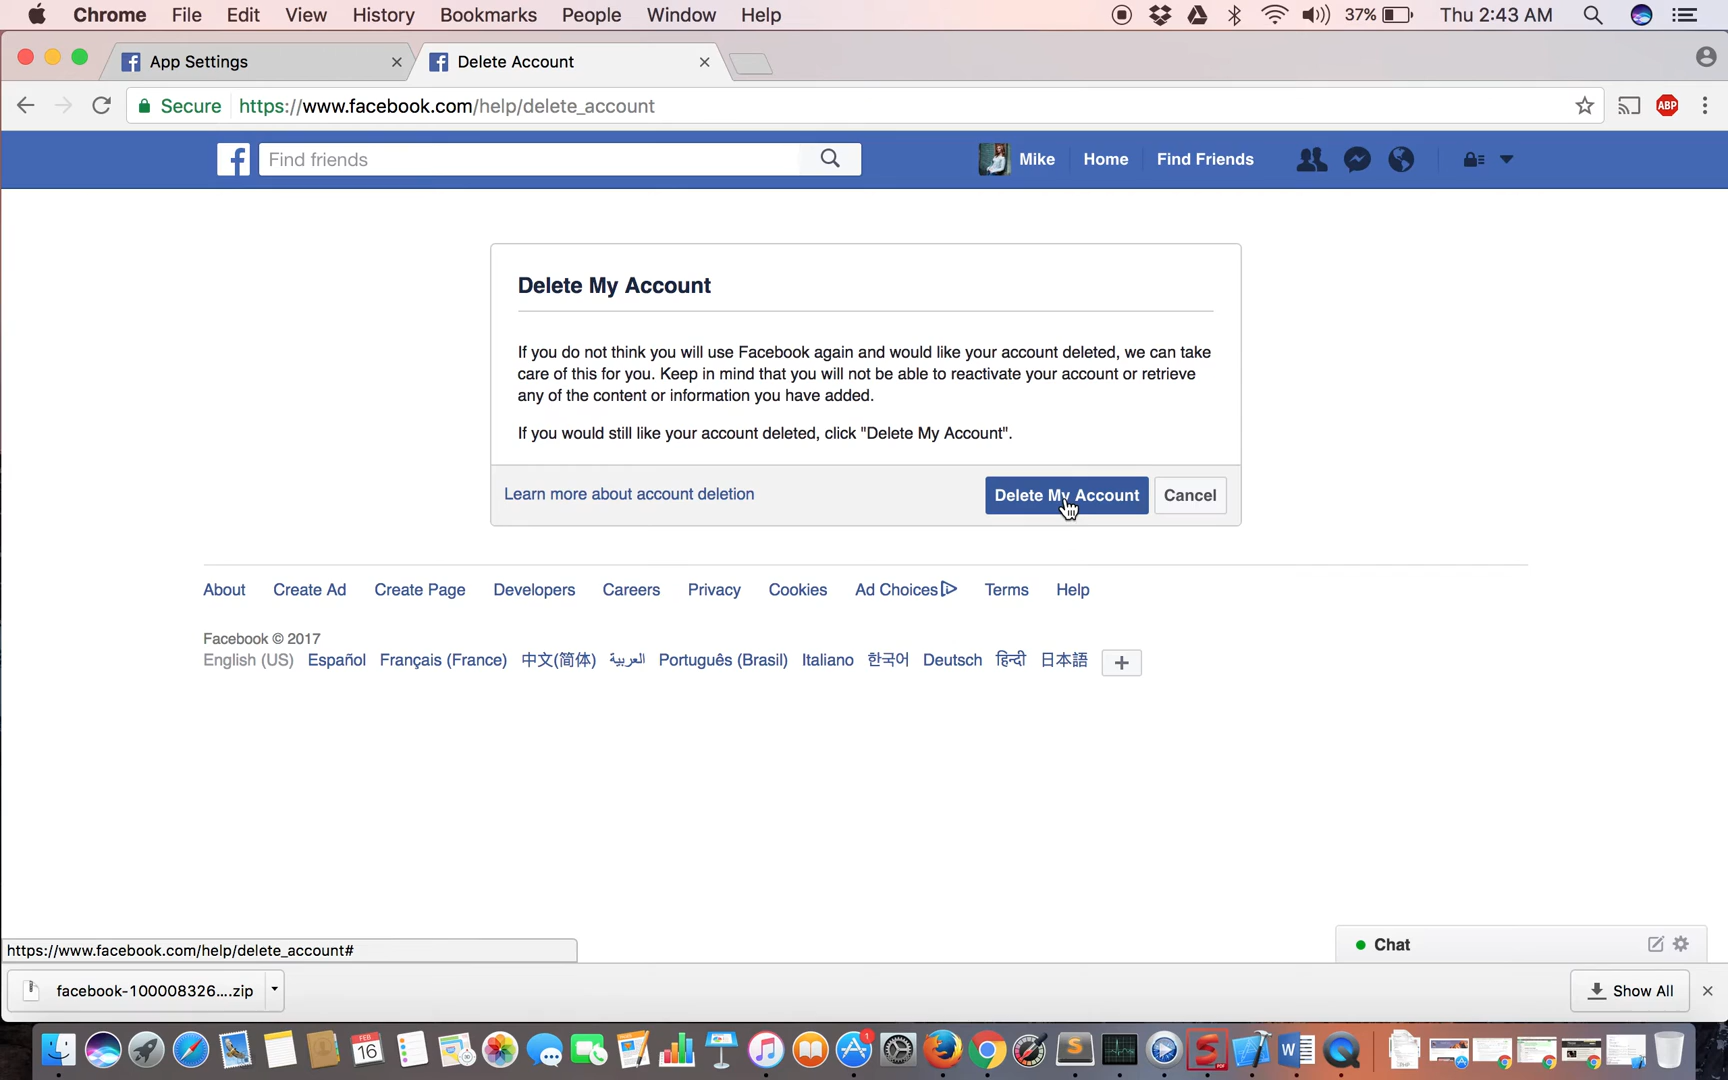 Chrome File Edit View History Bookmarks People Window Help 37% Thu 2:43 AM
App Settings Delete Account
Secure https://www.facebook.com/help/delete_account ABP
Find friends Mike Home Find Friends
Delete My Account
If you do not think you will use Facebook again and would like your account deleted, we can take
care of this for you. Keep in mind that you will not be able to reactivate your account or retrieve
any of the content or information you have added.
If you would still like your account deleted, click "Delete My Account".
Learn more about account deletion Delete My Account Cancel
About Create Ad Create Page Developers Careers Privacy Cookies Ad Choices Terms Help
Facebook © 2017
English (US) Español Français (France) 中文(简体) العربية Português (Brasil) Italiano 한국어 Deutsch हिन्दी 日本語 +
Chat
https://www.facebook.com/help/delete_account#
facebook-100008326....zip Show All
FEB
16
1